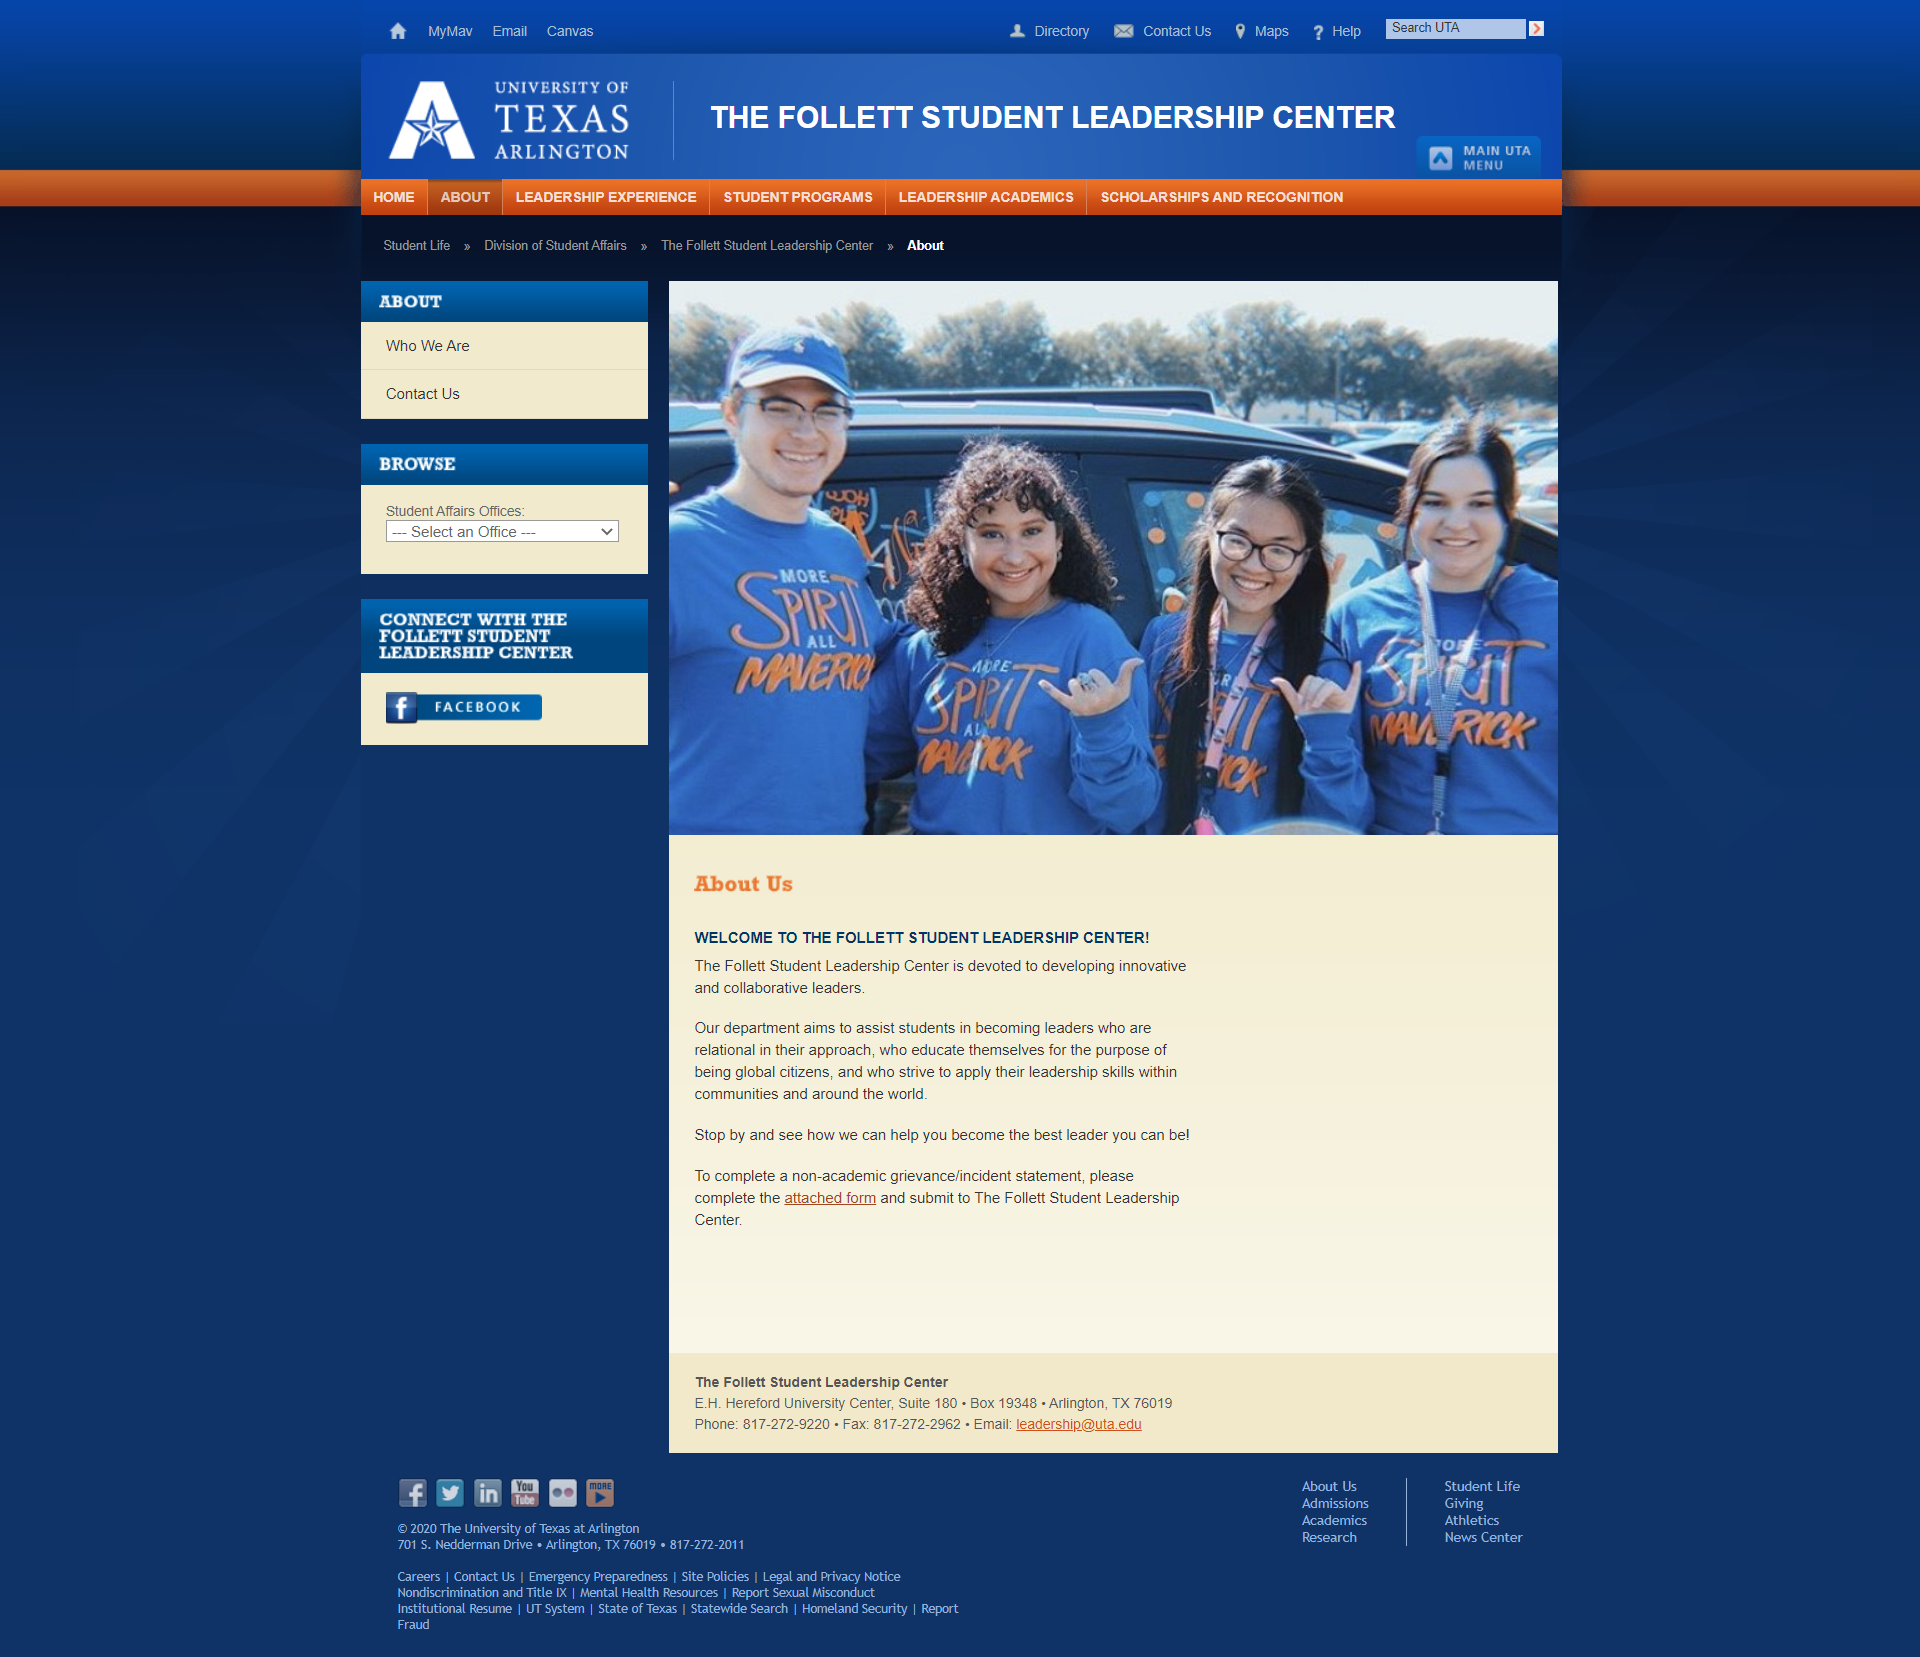 MyMav Email Canvas
Directory Contact Us Maps Help Search UTA
UNIVERSITY OF
TEXAS
ARLINGTON
THE FOLLETT STUDENT LEADERSHIP CENTER
MAIN UTA
MENU
HOME ABOUT LEADERSHIP EXPERIENCE STUDENT PROGRAMS LEADERSHIP ACADEMICS SCHOLARSHIPS AND RECOGNITION
Student Life » Division of Student Affairs » The Follett Student Leadership Center » About
ABOUT
Who We Are
Contact Us
BROWSE
Student Affairs Offices:
--- Select an Office ---
CONNECT WITH THE
FOLLETT STUDENT
LEADERSHIP CENTER
FACEBOOK
MORE
SPIRIT
ALL
MAVERICK
MORE
SPIRIT
ALL
MAVERICK
SPIRIT
MAVERICK
About Us
WELCOME TO THE FOLLETT STUDENT LEADERSHIP CENTER!
The Follett Student Leadership Center is devoted to developing innovative
and collaborative leaders.
Our department aims to assist students in becoming leaders who are
relational in their approach, who educate themselves for the purpose of
being global citizens, and who strive to apply their leadership skills within
communities and around the world.
Stop by and see how we can help you become the best leader you can be!
To complete a non-academic grievance/incident statement, please
complete the attached form and submit to The Follett Student Leadership
Center.
The Follett Student Leadership Center
E.H. Hereford University Center, Suite 180 • Box 19348 • Arlington, TX 76019
Phone: 817-272-9220 • Fax: 817-272-2962 • Email: leadership@uta.edu
You
Tube
MORE
© 2020 The University of Texas at Arlington
701 S. Nedderman Drive • Arlington, TX 76019 • 817-272-2011
Careers | Contact Us | Emergency Preparedness | Site Policies | Legal and Privacy Notice
Nondiscrimination and Title IX | Mental Health Resources | Report Sexual Misconduct
Institutional Resume | UT System | State of Texas | Statewide Search | Homeland Security | Report
Fraud
About Us
Admissions
Academics
Research
Student Life
Giving
Athletics
News Center